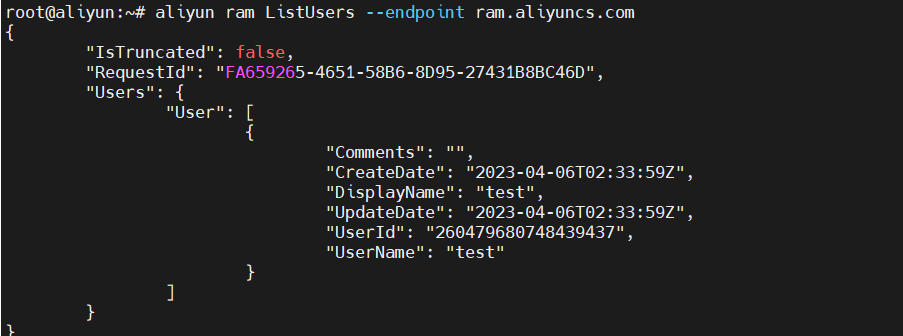 root@aliyun:~# aliyun ram ListUsers --endpoint ram.aliyuncs.com
{
        "IsTruncated": false,
        "RequestId": "FA659265-4651-58B6-8D95-27431B8BC46D",
        "Users": {
                "User": [
                        {
                                "Comments": "",
                                "CreateDate": "2023-04-06T02:33:59Z",
                                "DisplayName": "test",
                                "UpdateDate": "2023-04-06T02:33:59Z",
                                "UserId": "260479680748439437",
                                "UserName": "test"
                        }
                ]
        }
}